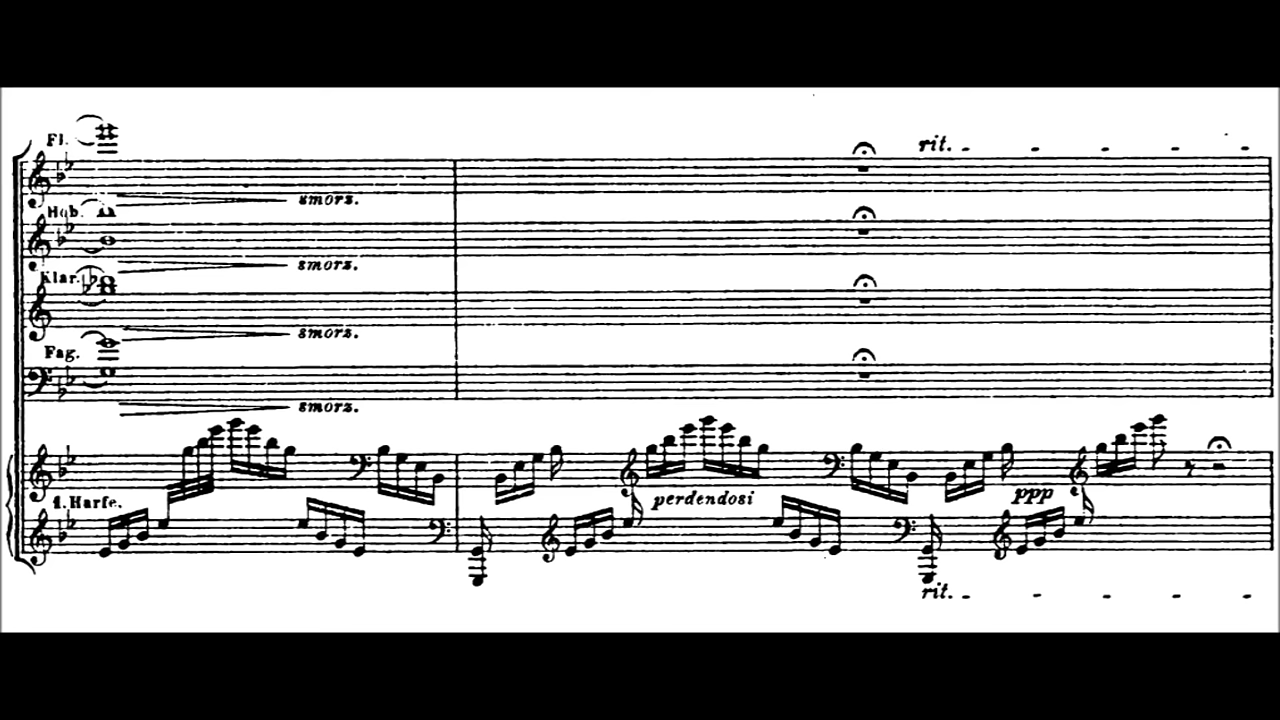 Fl.
rit.
smorz.
Hob.
smorz.
Klar.
smorz.
Fag.
smorz.
1. Harfe.
perdendosi
ppp
rit.